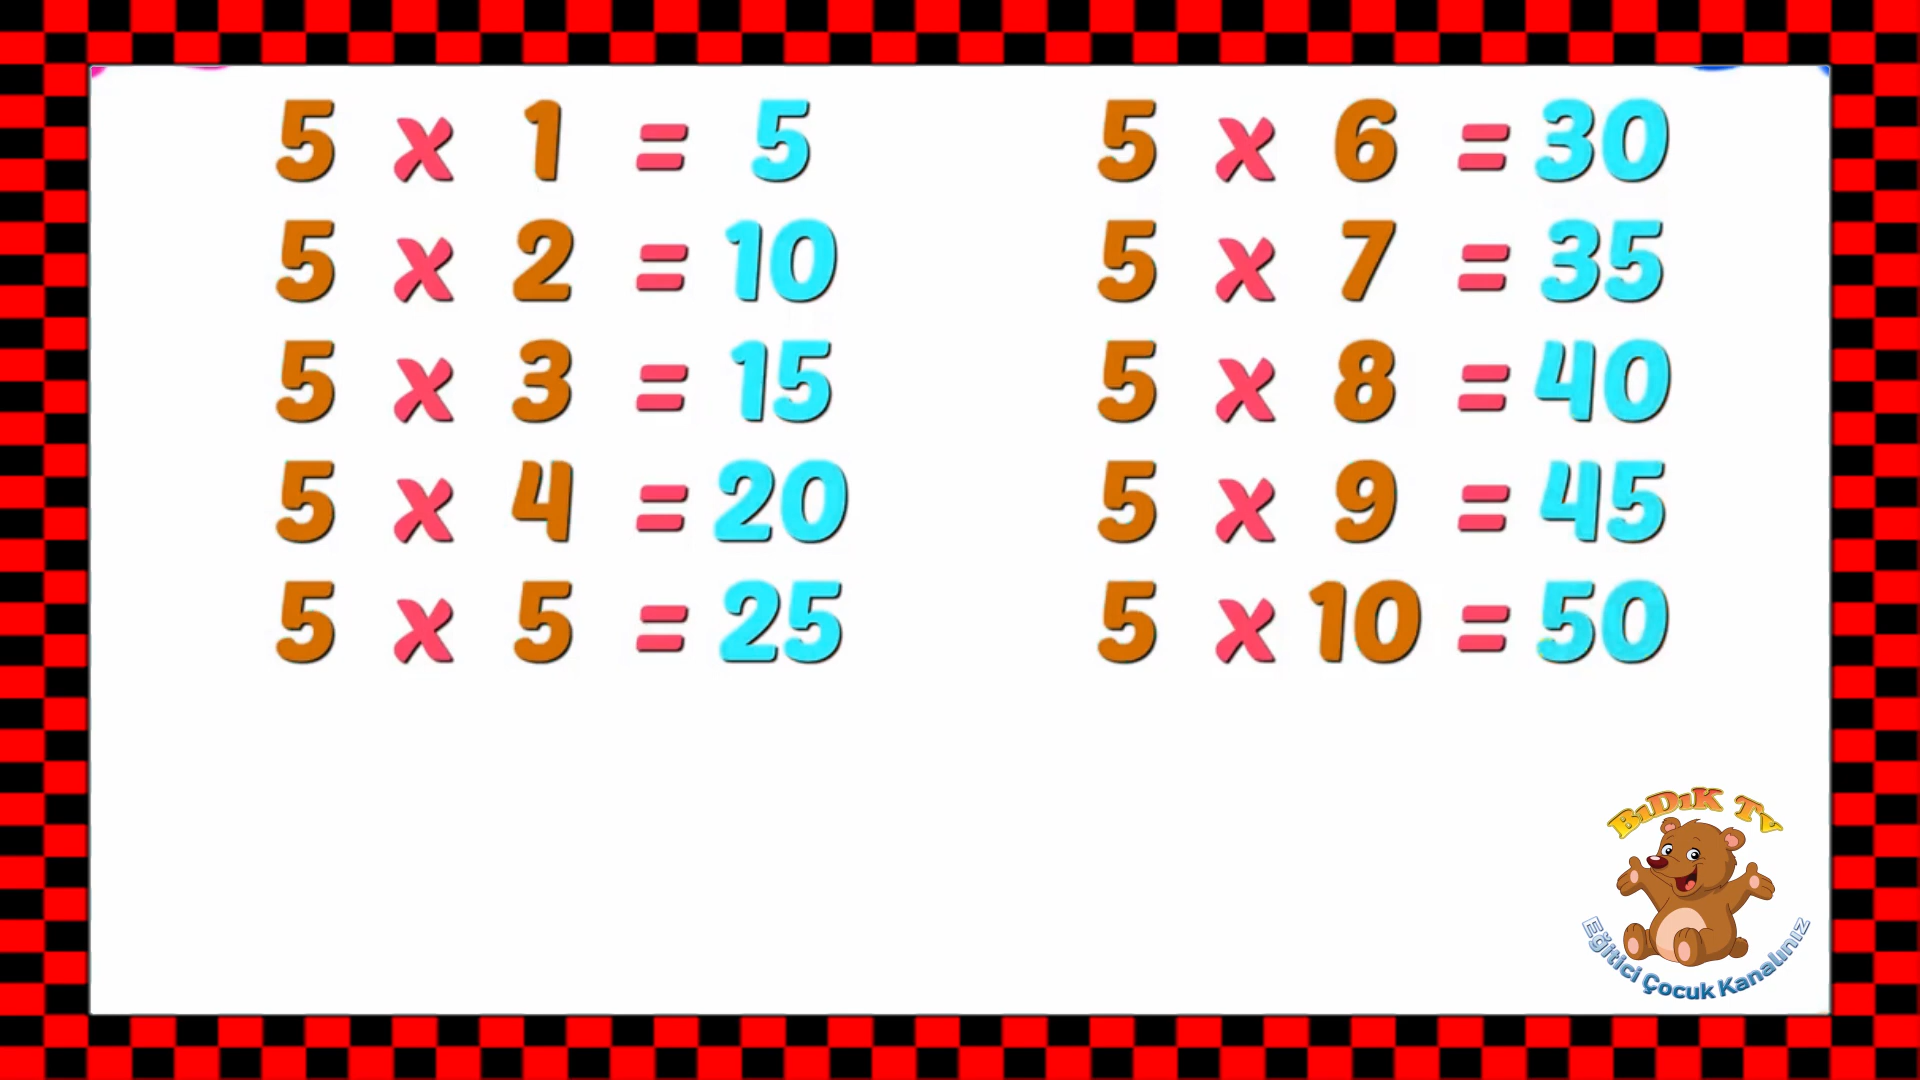 5 x 1 = 5
5 x 2 = 10
5 x 3 = 15
5 x 4 = 20
5 x 5 = 25
5 x 6 = 30
5 x 7 = 35
5 x 8 = 40
5 x 9 = 45
5 x 10 = 50
BiDiK Tv
Eğitici Çocuk Kanalınız